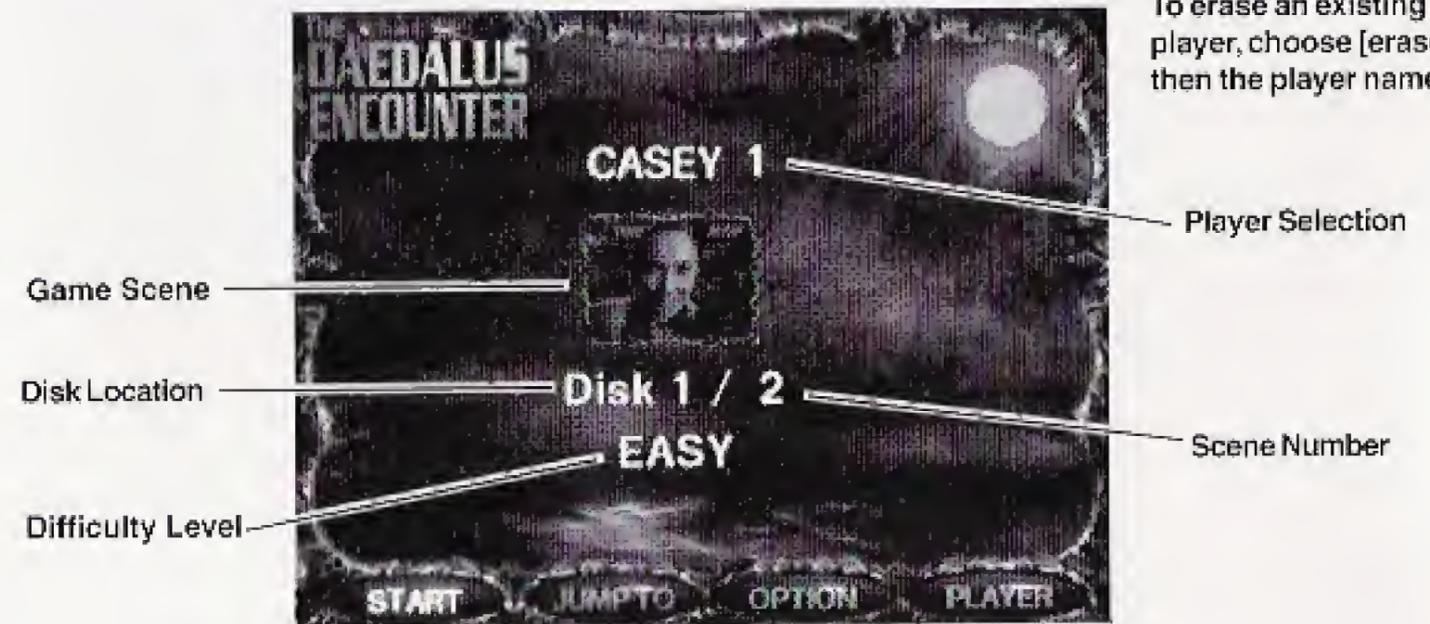 To erase an existing
player, choose [eras
then the player name
THE
DAEDALUS
ENCOUNTER
CASEY 1
Player Selection
Game Scene
Disk Location
Disk 1 / 2
EASY
Scene Number
Difficulty Level
START
JUMPTO
OPTION
PLAYER